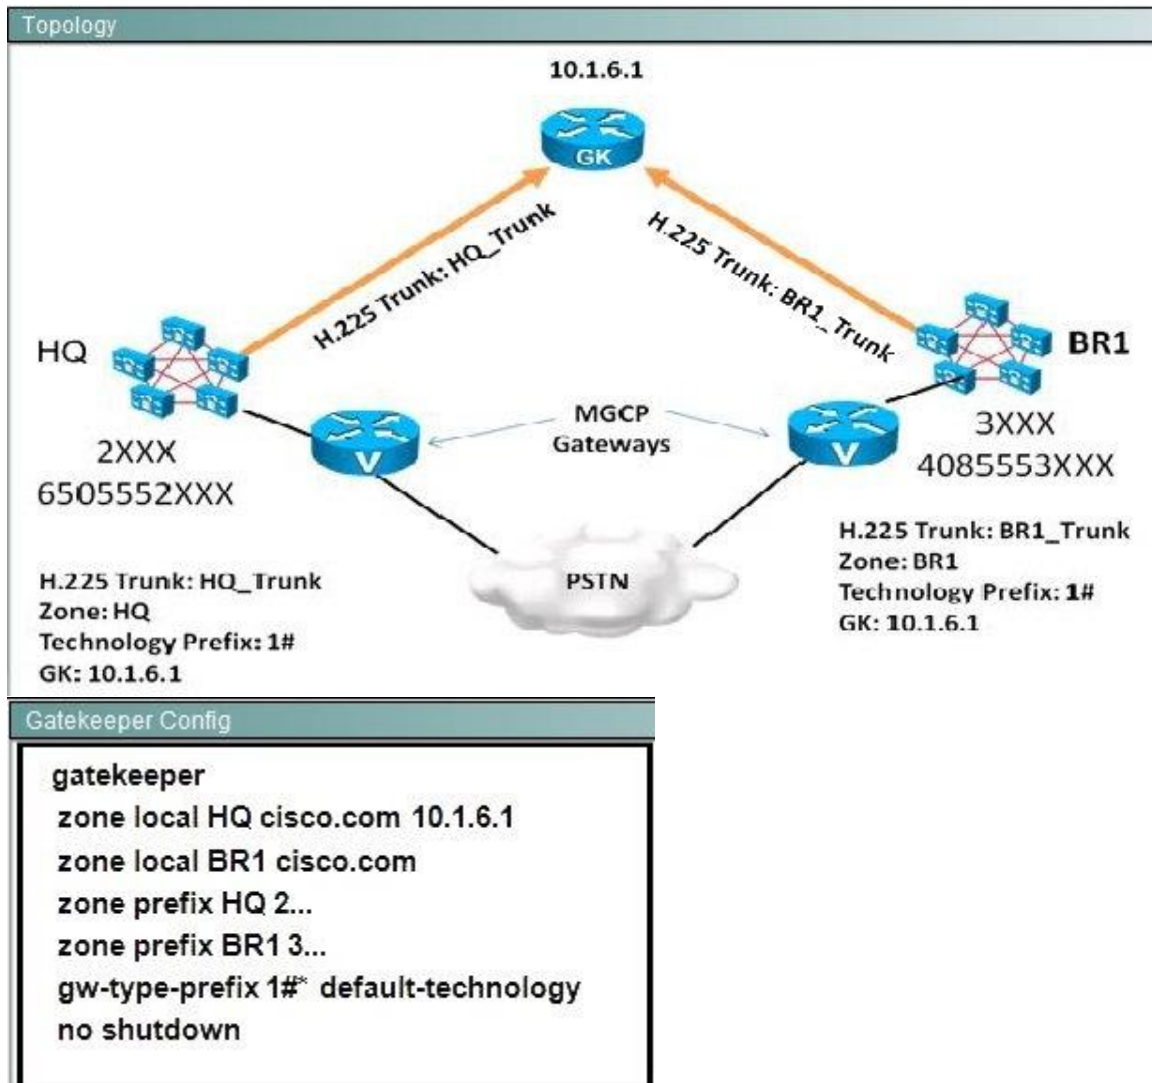 Topology
10.1.6.1
GK
H.225 Trunk: HQ_Trunk
H.225 Trunk: BR1_Trunk
HQ
BR1
MGCP
Gateways
V
V
2XXX
6505552XXX
3XXX
4085553XXX
PSTN
H.225 Trunk: HQ_Trunk
Zone: HQ
Technology Prefix: 1#
GK: 10.1.6.1
H.225 Trunk: BR1_Trunk
Zone: BR1
Technology Prefix: 1#
GK: 10.1.6.1
Gatekeeper Config
gatekeeper
zone local HQ cisco.com 10.1.6.1
zone local BR1 cisco.com
zone prefix HQ 2...
zone prefix BR1 3...
gw-type-prefix 1#* default-technology
no shutdown